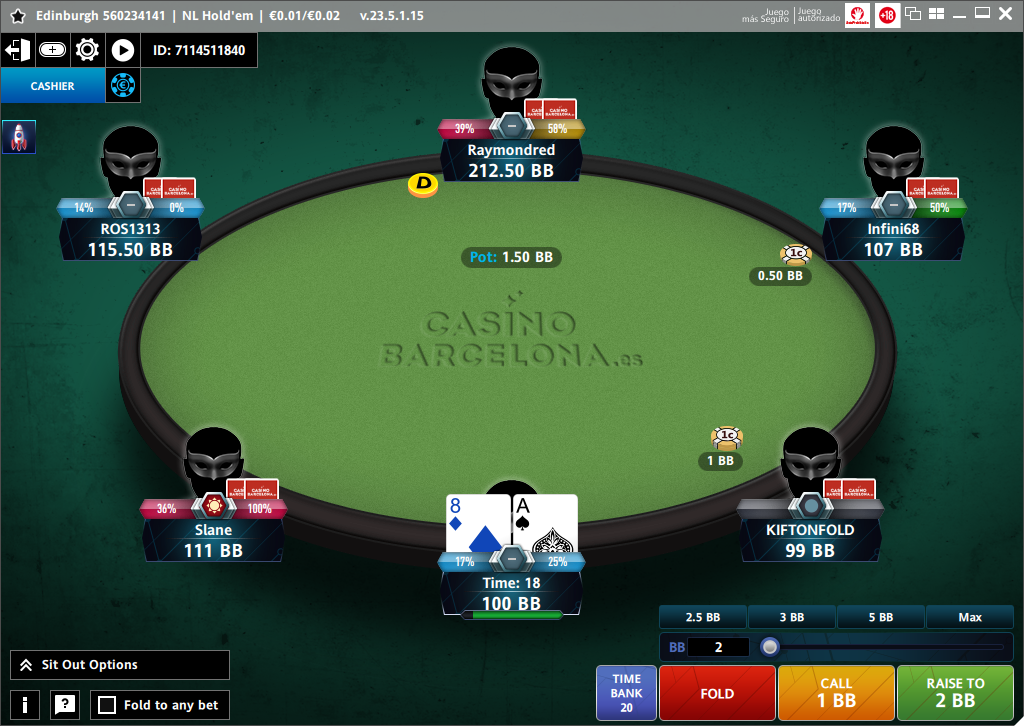 Edinburgh 560234141 | NL Hold'em | €0.01/€0.02 v.23.5.1.15
Juego más Seguro
Juego autorizado
+18
ID: 7114511840
CASHIER
39% 58%
Raymondred
212.50 BB
D
14% 0%
ROS1313
115.50 BB
17% 50%
Infini68
107 BB
Pot: 1.50 BB
1c
0.50 BB
CASINO
BARCELONA.es
1c
1 BB
36% 100%
Slane
111 BB
8 A
17% 25%
Time: 18
100 BB
KIFTONFOLD
99 BB
2.5 BB 3 BB 5 BB Max
BB 2
Sit Out Options
TIME
BANK
20
FOLD
CALL
1 BB
RAISE TO
2 BB
Fold to any bet